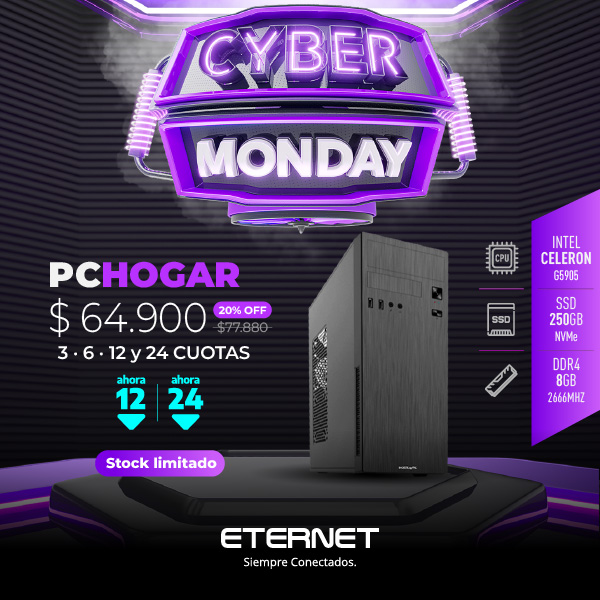 CYBER
MONDAY
PCHOGAR
$ 64.900
20% OFF
$77.880
3 · 6 · 12 y 24 CUOTAS
ahora
12
ahora
24
Stock limitado
CPU
INTEL
CELERON
G5905
SSD
SSD
250GB
NVMe
DDR4
8GB
2666MHZ
ETERNET
Siempre Conectados.